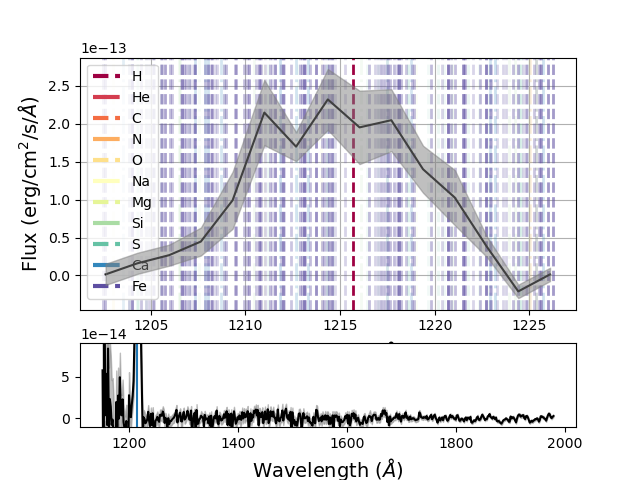 1e−13
Flux (erg/cm²/s/Å)
2.5
2.0
1.5
1.0
0.5
0.0
H
He
C
N
O
Na
Mg
Si
S
Ca
Fe
1205 1210 1215 1220 1225
1e−14
5
0
1200 1400 1600 1800 2000
Wavelength (Å)